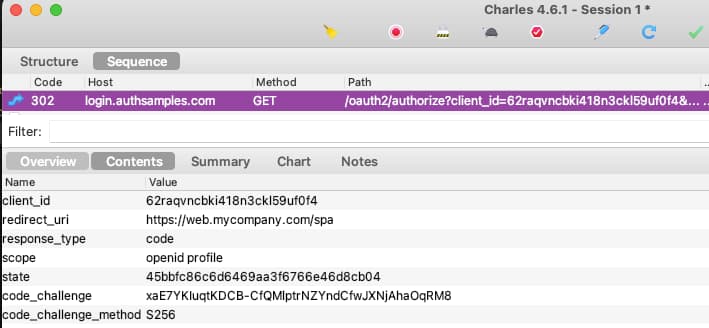 Charles 4.6.1 - Session 1 *
Structure Sequence
Code Host Method Path ...
302 login.authsamples.com GET /oauth2/authorize?client_id=62raqvncbki418n3ckl59uf0f4&... ...
Filter:
Overview Contents Summary Chart Notes
Name Value
client_id 62raqvncbki418n3ckl59uf0f4
redirect_uri https://web.mycompany.com/spa
response_type code
scope openid profile
state 45bbfc86c6d6469aa3f6766e46d8cb04
code_challenge xaE7YKIuqtKDCB-CfQMlptrNZYndCfwJXNjAhaOqRM8
code_challenge_method S256